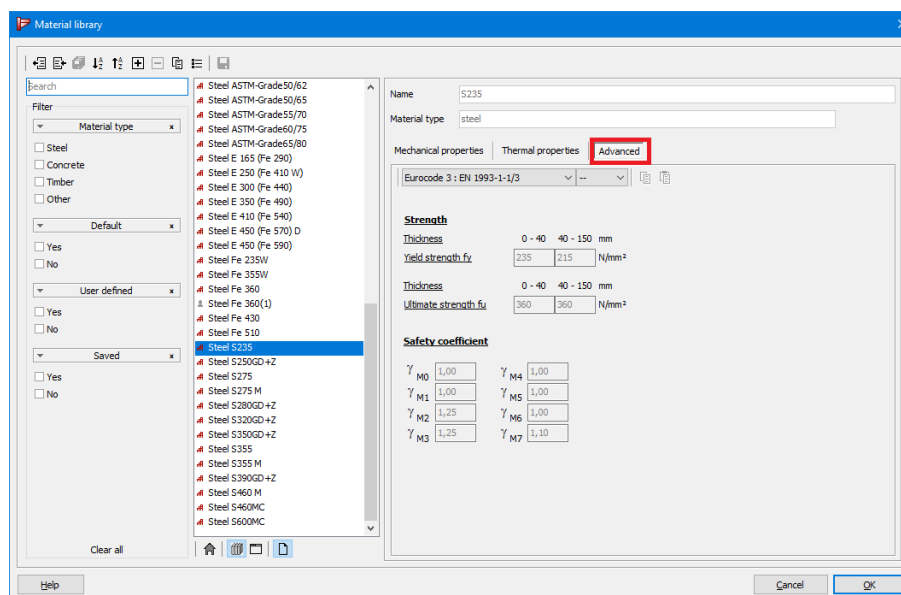 Material library
Search
Filter
Material type x
Steel
Concrete
Timber
Other
Default x
Yes
No
User defined x
Yes
No
Saved x
Yes
No
Clear all
Steel ASTM-Grade50/62
Steel ASTM-Grade50/65
Steel ASTM-Grade55/70
Steel ASTM-Grade60/75
Steel ASTM-Grade65/80
Steel E 165 (Fe 290)
Steel E 250 (Fe 410 W)
Steel E 300 (Fe 440)
Steel E 350 (Fe 490)
Steel E 410 (Fe 540)
Steel E 450 (Fe 570) D
Steel E 450 (Fe 590)
Steel Fe 235W
Steel Fe 355W
Steel Fe 360
Steel Fe 360(1)
Steel Fe 430
Steel Fe 510
Steel S235
Steel S250GD+Z
Steel S275
Steel S275 M
Steel S280GD+Z
Steel S320GD+Z
Steel S350GD+Z
Steel S355
Steel S355 M
Steel S390GD+Z
Steel S460 M
Steel S460MC
Steel S600MC
Name S235
Material type steel
Mechanical properties Thermal properties Advanced
Eurocode 3 : EN 1993-1-1/3 --
Strength
Thickness 0 - 40 40 - 150 mm
Yield strength fy 235 215 N/mm²
Thickness 0 - 40 40 - 150 mm
Ultimate strength fu 360 360 N/mm²
Safety coefficient
γ M0 1,00 γ M4 1,00
γ M1 1,00 γ M5 1,00
γ M2 1,25 γ M6 1,00
γ M3 1,25 γ M7 1,10
Help Cancel OK